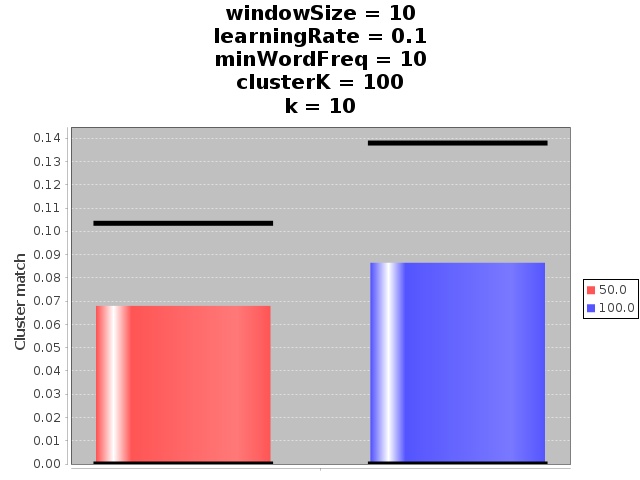 windowSize = 10
learningRate = 0.1
minWordFreq = 10
clusterK = 100
k = 10
0.14
0.13
0.12
0.11
0.10
0.09
0.08
0.07
0.06
0.05
0.04
0.03
0.02
0.01
0.00
Cluster match
50.0
100.0